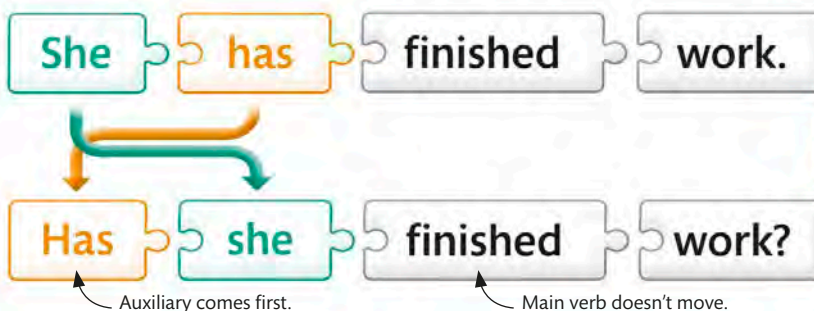 She has finished work.
Has she finished work?
Auxiliary comes first. Main verb doesn't move.